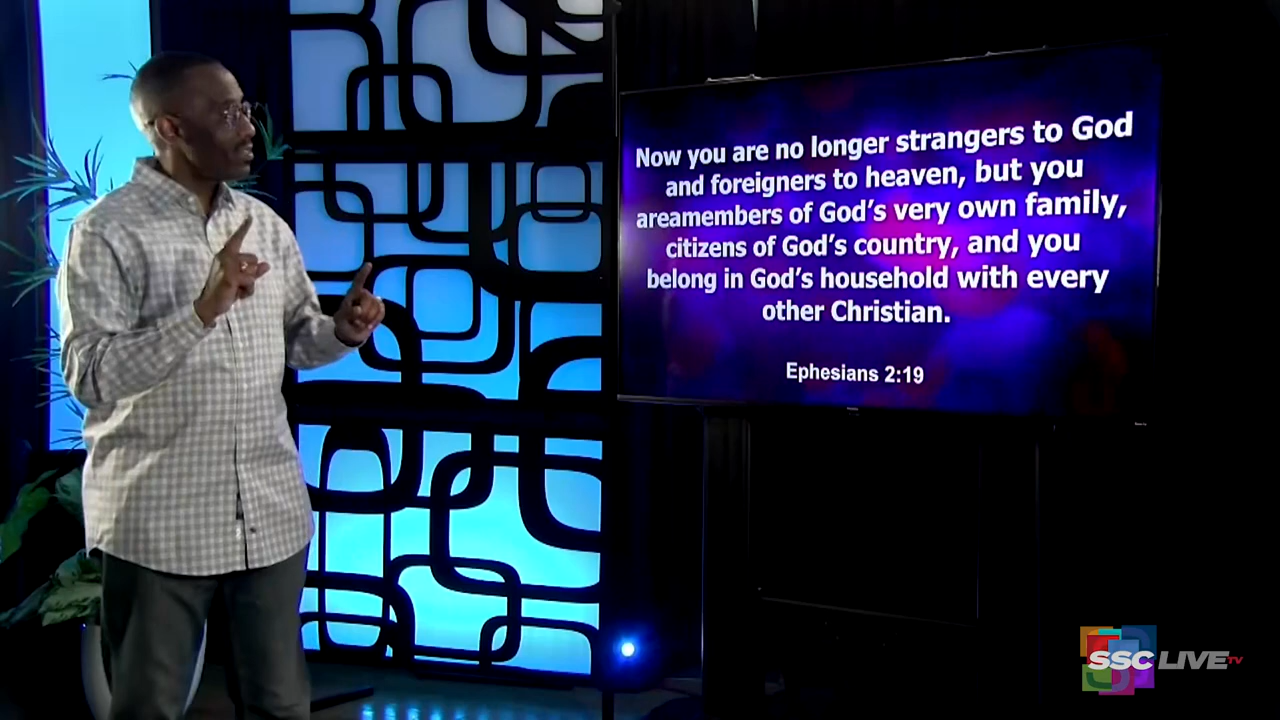 Now you are no longer strangers to God
and foreigners to heaven, but you
areamembers of God's very own family,
citizens of God's country, and you
belong in God's household with every
other Christian.
Ephesians 2:19
SSC LIVE TV